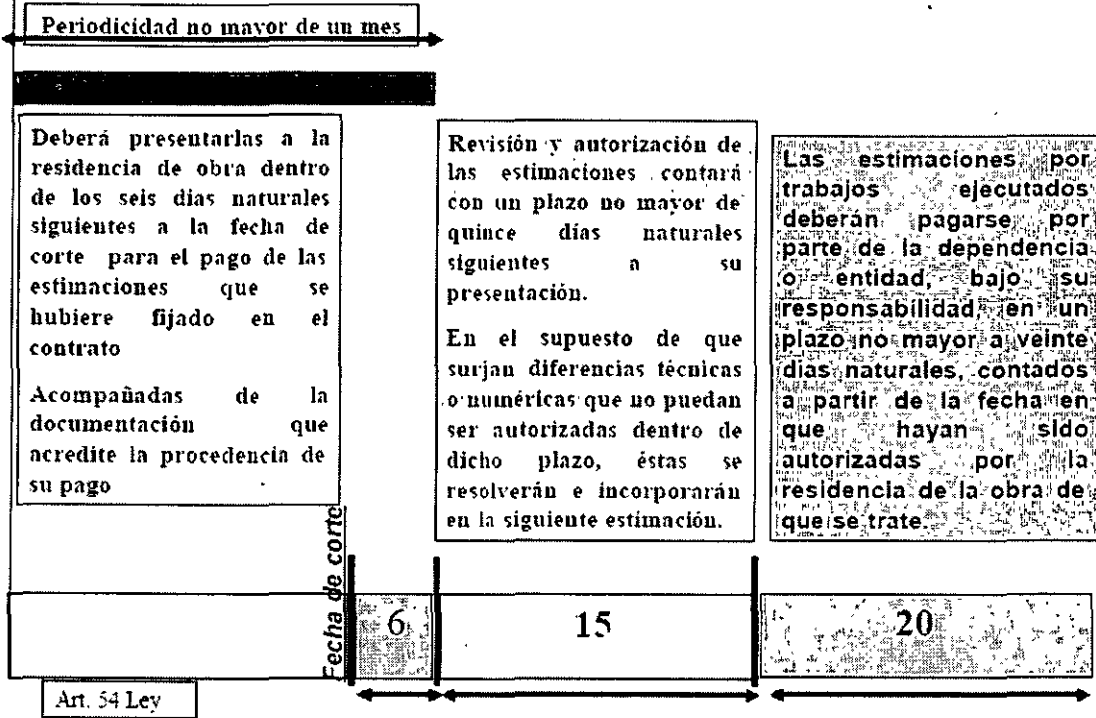 Periodicidad no mayor de un mes
Deberá presentarlas a la
residencia de obra dentro
de los seis dias naturales
siguientes a la fecha de
corte para el pago de las
estimaciones que se
hubiere fijado en el
contrato
Acompañadas de la
documentación que
acredite la procedencia de
su pago
Revisión y autorización de
las estimaciones contará
con un plazo no mayor de
quince días naturales
siguientes a su
presentación.
En el supuesto de que
surjan diferencias técnicas
o numéricas que no puedan
ser autorizadas dentro de
dicho plazo, éstas se
resolverán e incorporarán
en la siguiente estimación.
Las estimaciones por
trabajos ejecutados
deberán pagarse por
parte de la dependencia
o entidad, bajo su
responsabilidad, en un
plazo no mayor a veinte
dias naturales, contados
a partir de la fecha en
que hayan sido
autorizadas por la
residencia de la obra de
que se trate.
Fecha de corte
6
15
20
Art. 54 Ley